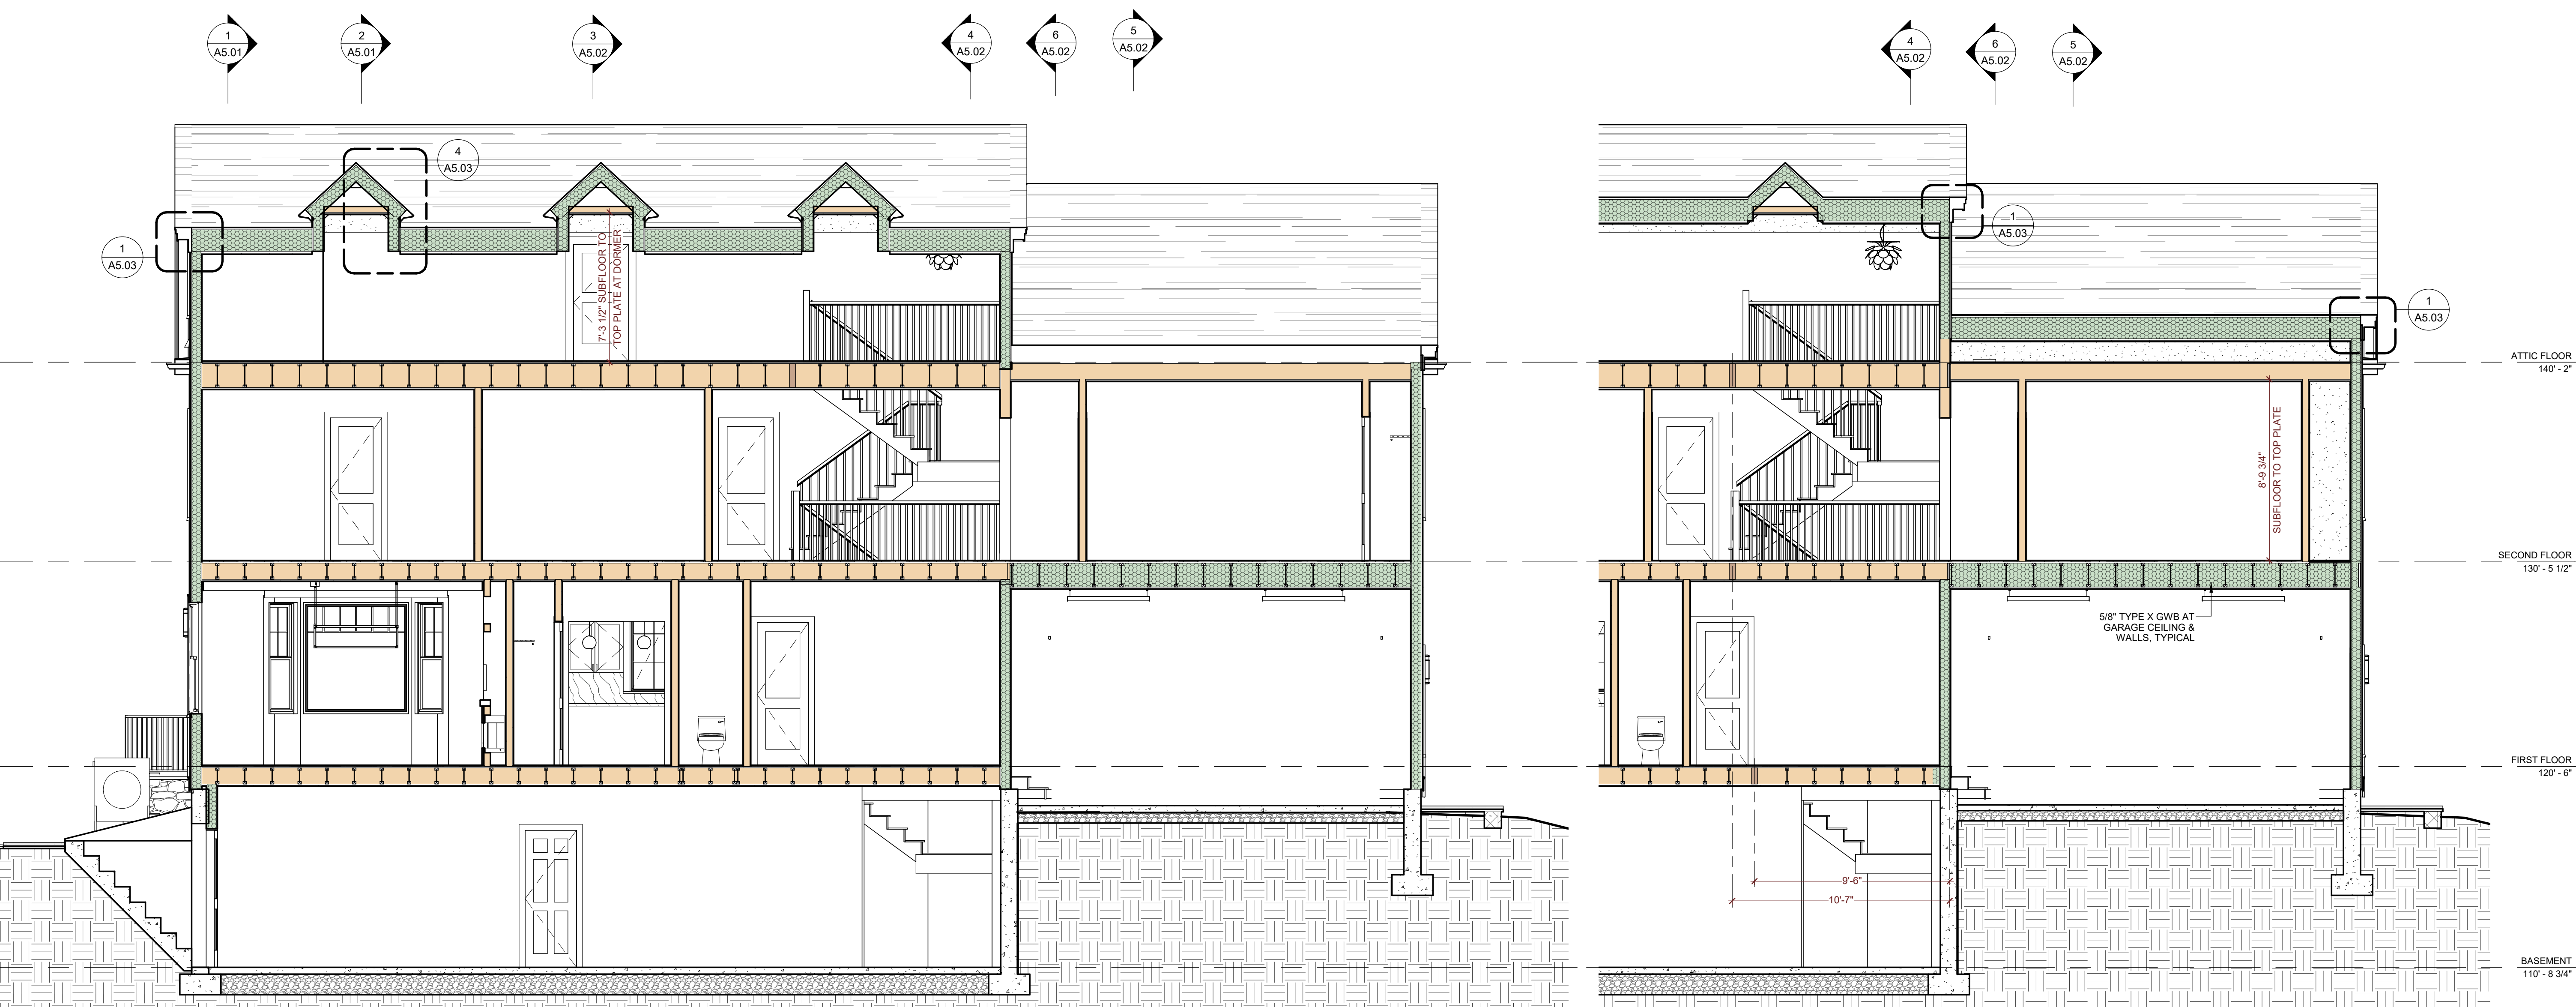 1
A5.01
2
A5.01
3
A5.02
4
A5.02
6
A5.02
5
A5.02
4
A5.02
6
A5.02
5
A5.02
4
A5.03
1
A5.03
7'-3 1/2" SUBFLOOR TO
TOP PLATE AT DORMER
1
A5.03
1
A5.03
ATTIC FLOOR
140' - 2"
8'-9 3/4"
SUBFLOOR TO TOP PLATE
SECOND FLOOR
130' - 5 1/2"
5/8" TYPE X GWB AT
GARAGE CEILING &
WALLS, TYPICAL
FIRST FLOOR
120' - 6"
9'-6"
10'-7"
BASEMENT
110' - 8 3/4"